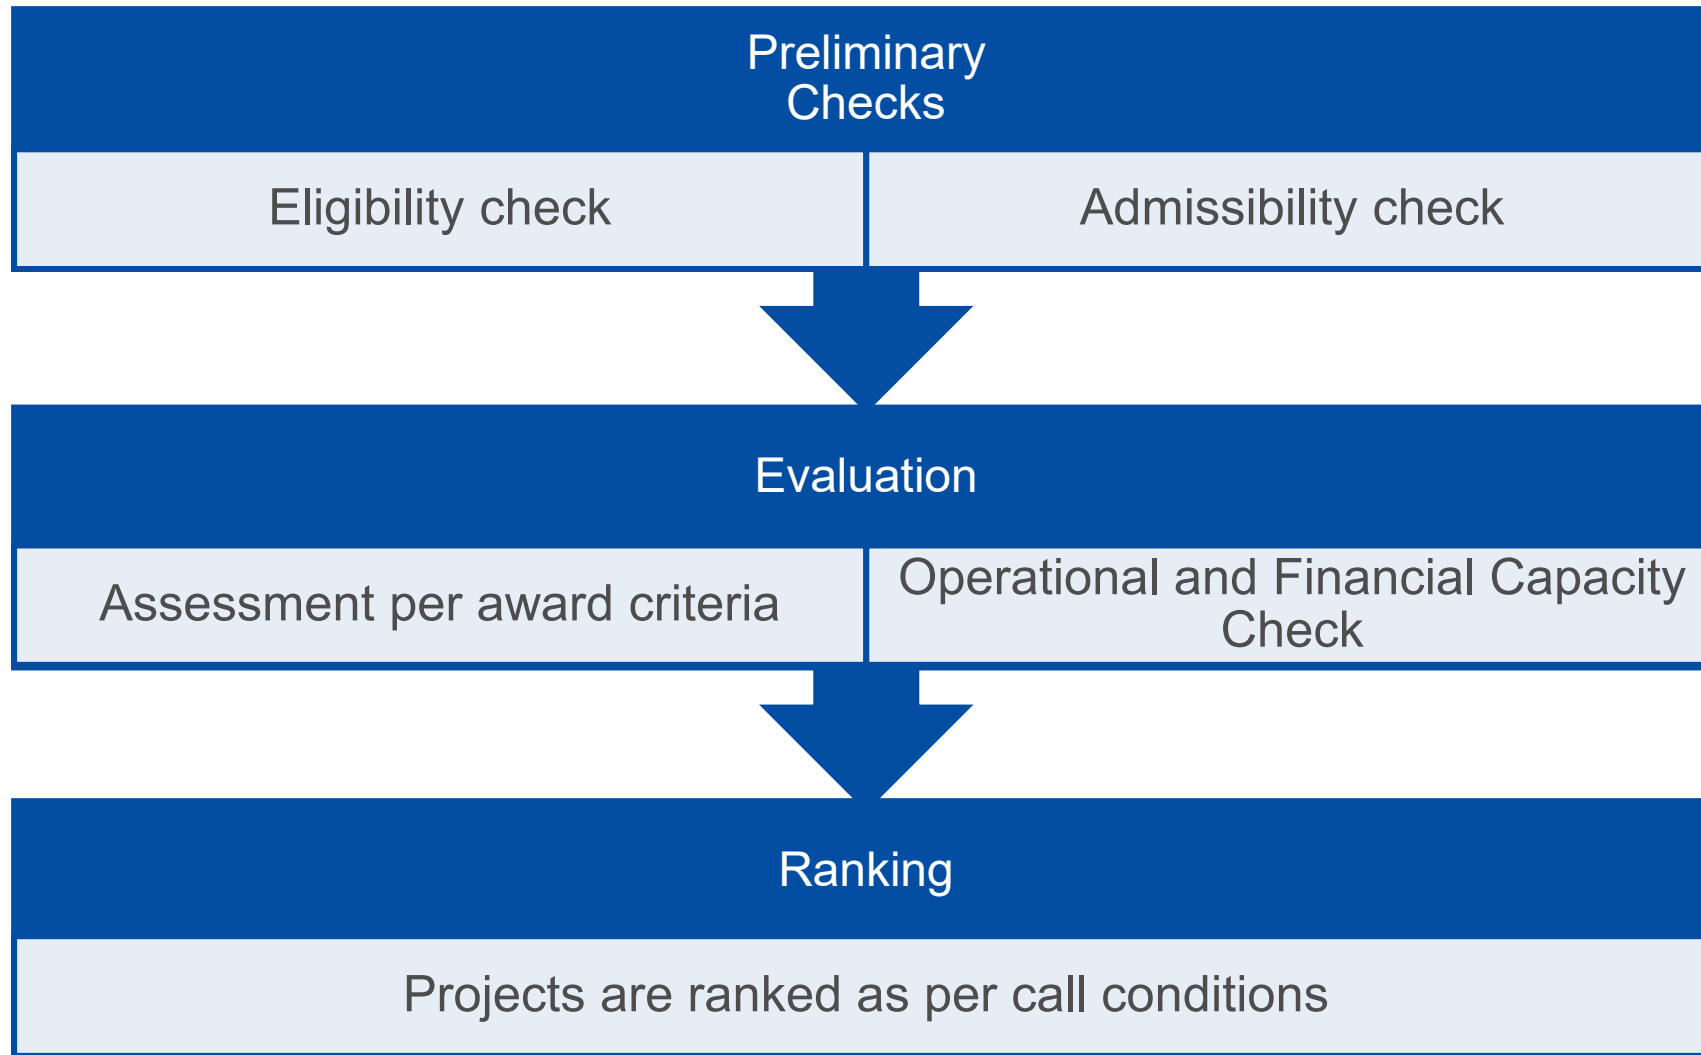 Preliminary
Checks
Eligibility check
Admissibility check
Evaluation
Assessment per award criteria
Operational and Financial Capacity
Check
Ranking
Projects are ranked as per call conditions